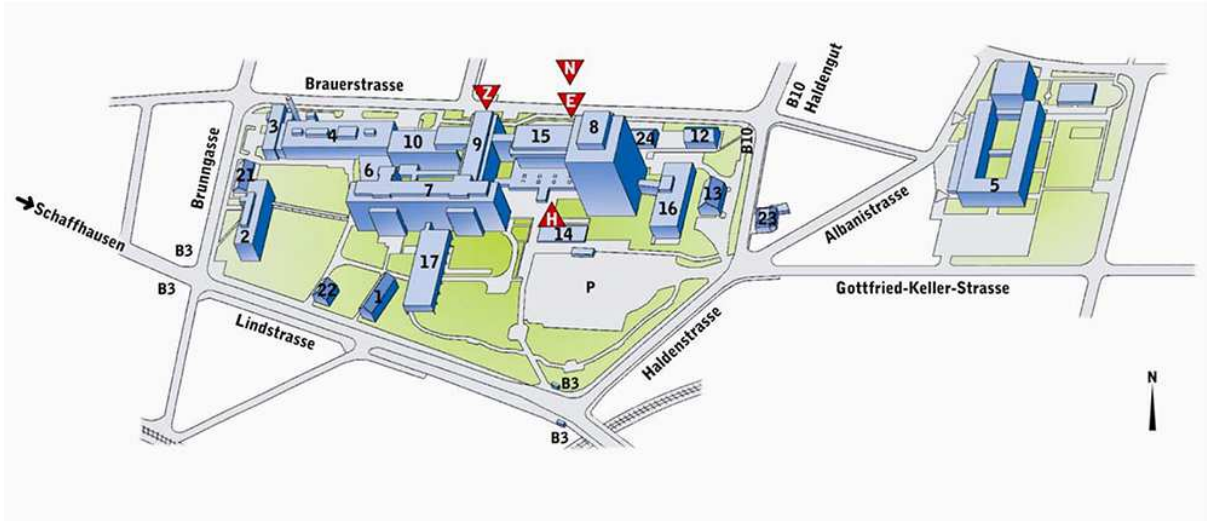 Brauerstrasse
N
Z
E
B10
Haldengut
3
4
10
9
15
8
24
12
B10
21
6
7
Brunngasse
Schaffhausen
2
16
13
H
14
23
5
Albanistrasse
B3
17
B3
22
1
P
Gottfried-Keller-Strasse
Lindstrasse
Haldenstrasse
B3
B3
N